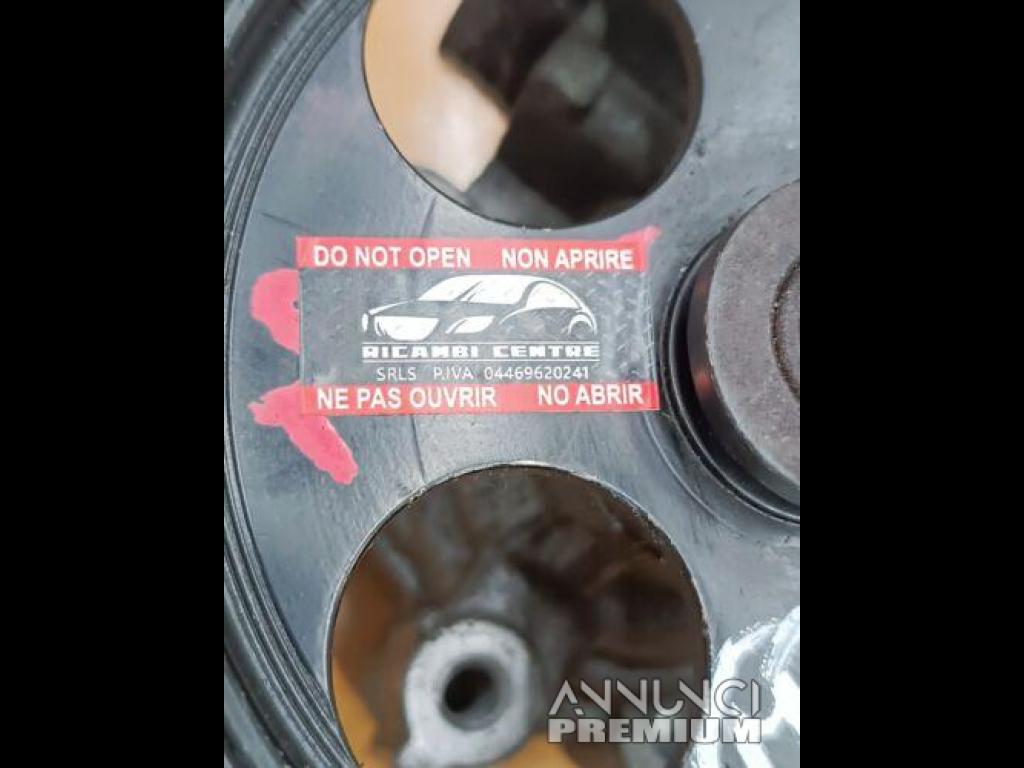 DO NOT OPEN NON APRIRE
RICAMBI CENTRE
SRLS P.IVA 04469620241
NE PAS OUVRIR NO ABRIR
ANNUNCI
PREMIUM